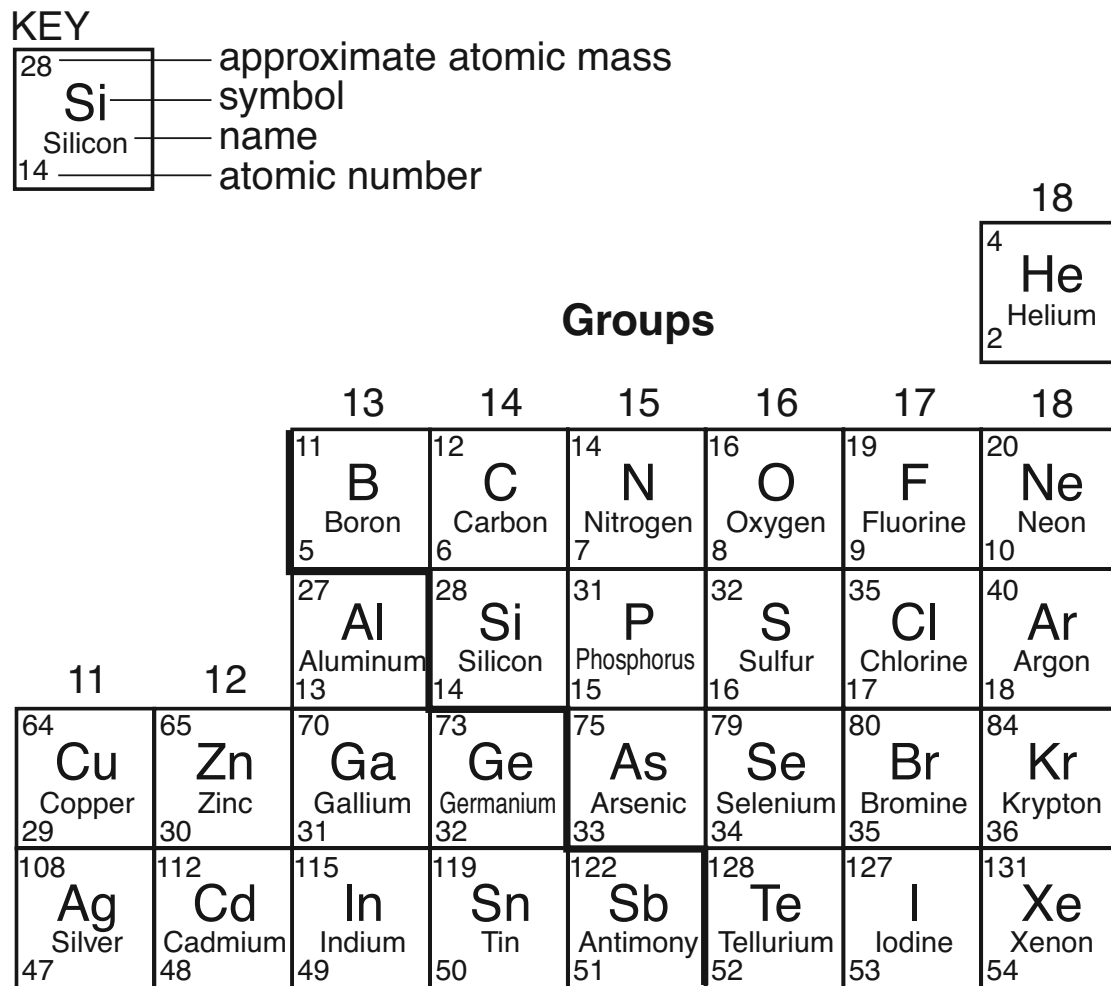 KEY
28 approximate atomic mass
Si symbol
Silicon name
14 atomic number
18
4
He
Helium
2
Groups
13 14 15 16 17 18
11 12 14 16 19 20
B C N O F Ne
Boron Carbon Nitrogen Oxygen Fluorine Neon
5 6 7 8 9 10
27 28 31 32 35 40
Al Si P S Cl Ar
Aluminum Silicon Phosphorus Sulfur Chlorine Argon
11 12 13 14 15 16 17 18
64 65 70 73 75 79 80 84
Cu Zn Ga Ge As Se Br Kr
Copper Zinc Gallium Germanium Arsenic Selenium Bromine Krypton
29 30 31 32 33 34 35 36
108 112 115 119 122 128 127 131
Ag Cd In Sn Sb Te I Xe
Silver Cadmium Indium Tin Antimony Tellurium Iodine Xenon
47 48 49 50 51 52 53 54